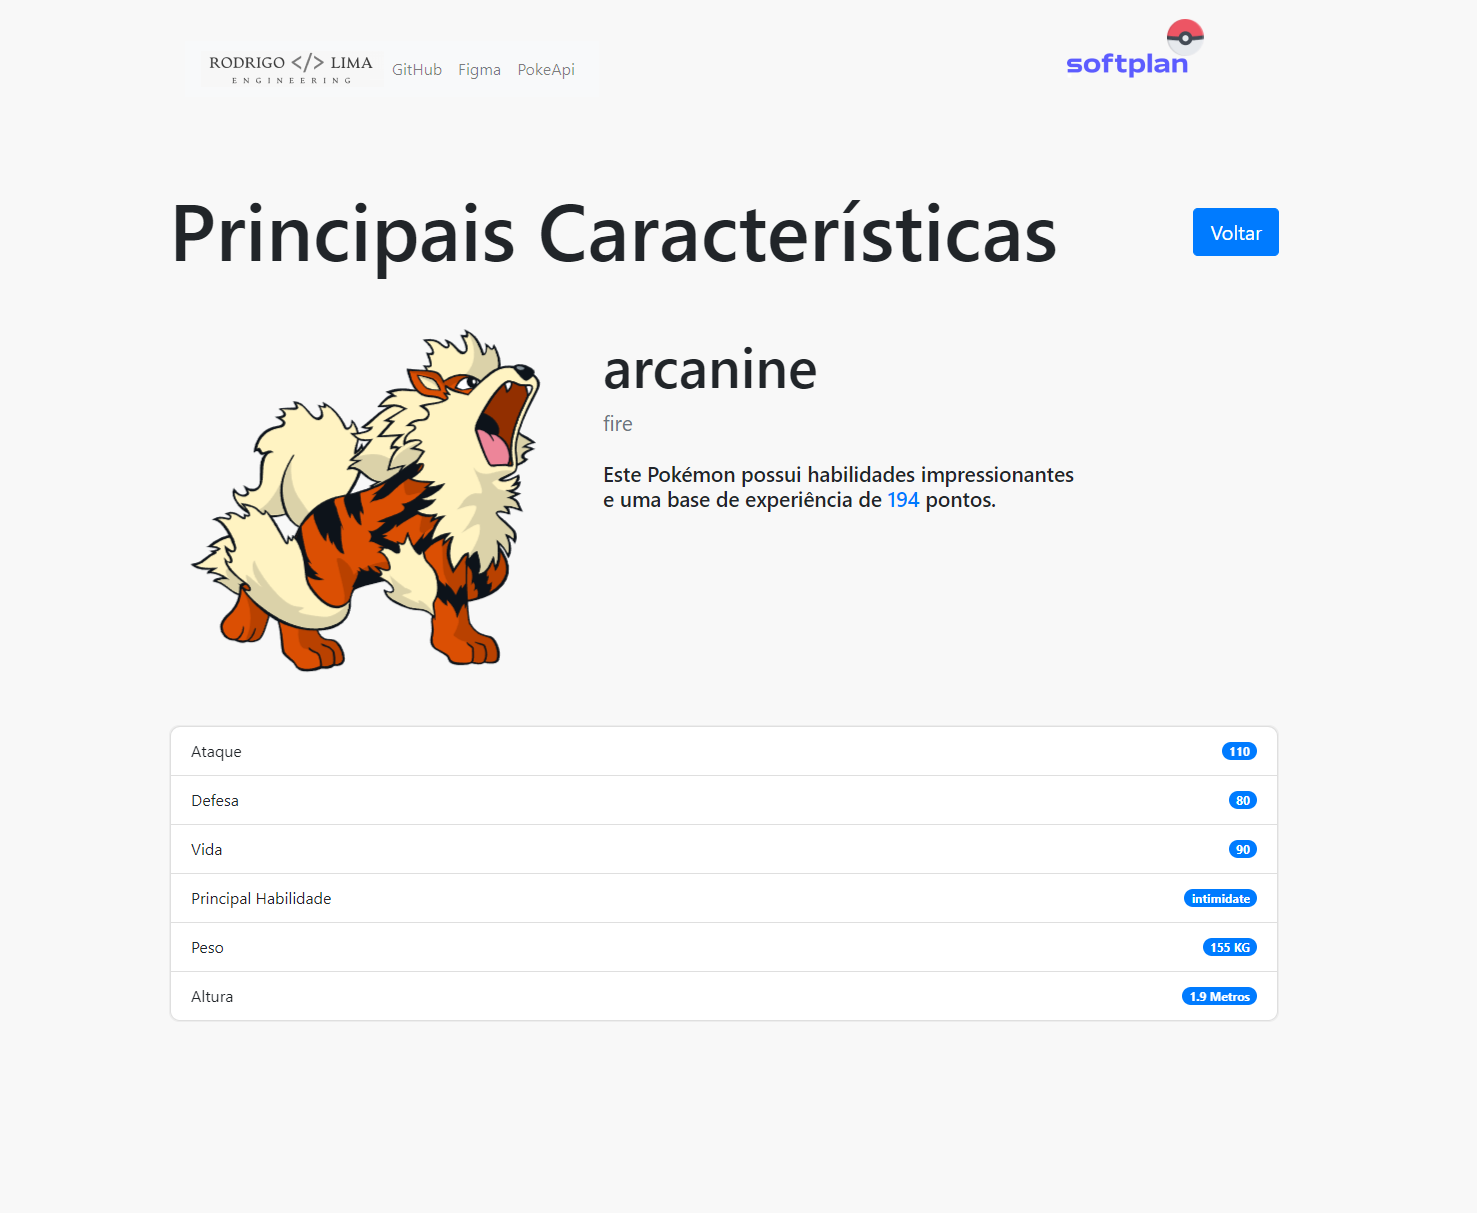 RODRIGO </> LIMA
ENGINEERING
GitHub Figma PokeApi
softplan
Principais Características
Voltar
arcanine
fire
Este Pokémon possui habilidades impressionantes
e uma base de experiência de 194 pontos.
Ataque 110
Defesa 80
Vida 90
Principal Habilidade intimidate
Peso 155 KG
Altura 1.9 Metros